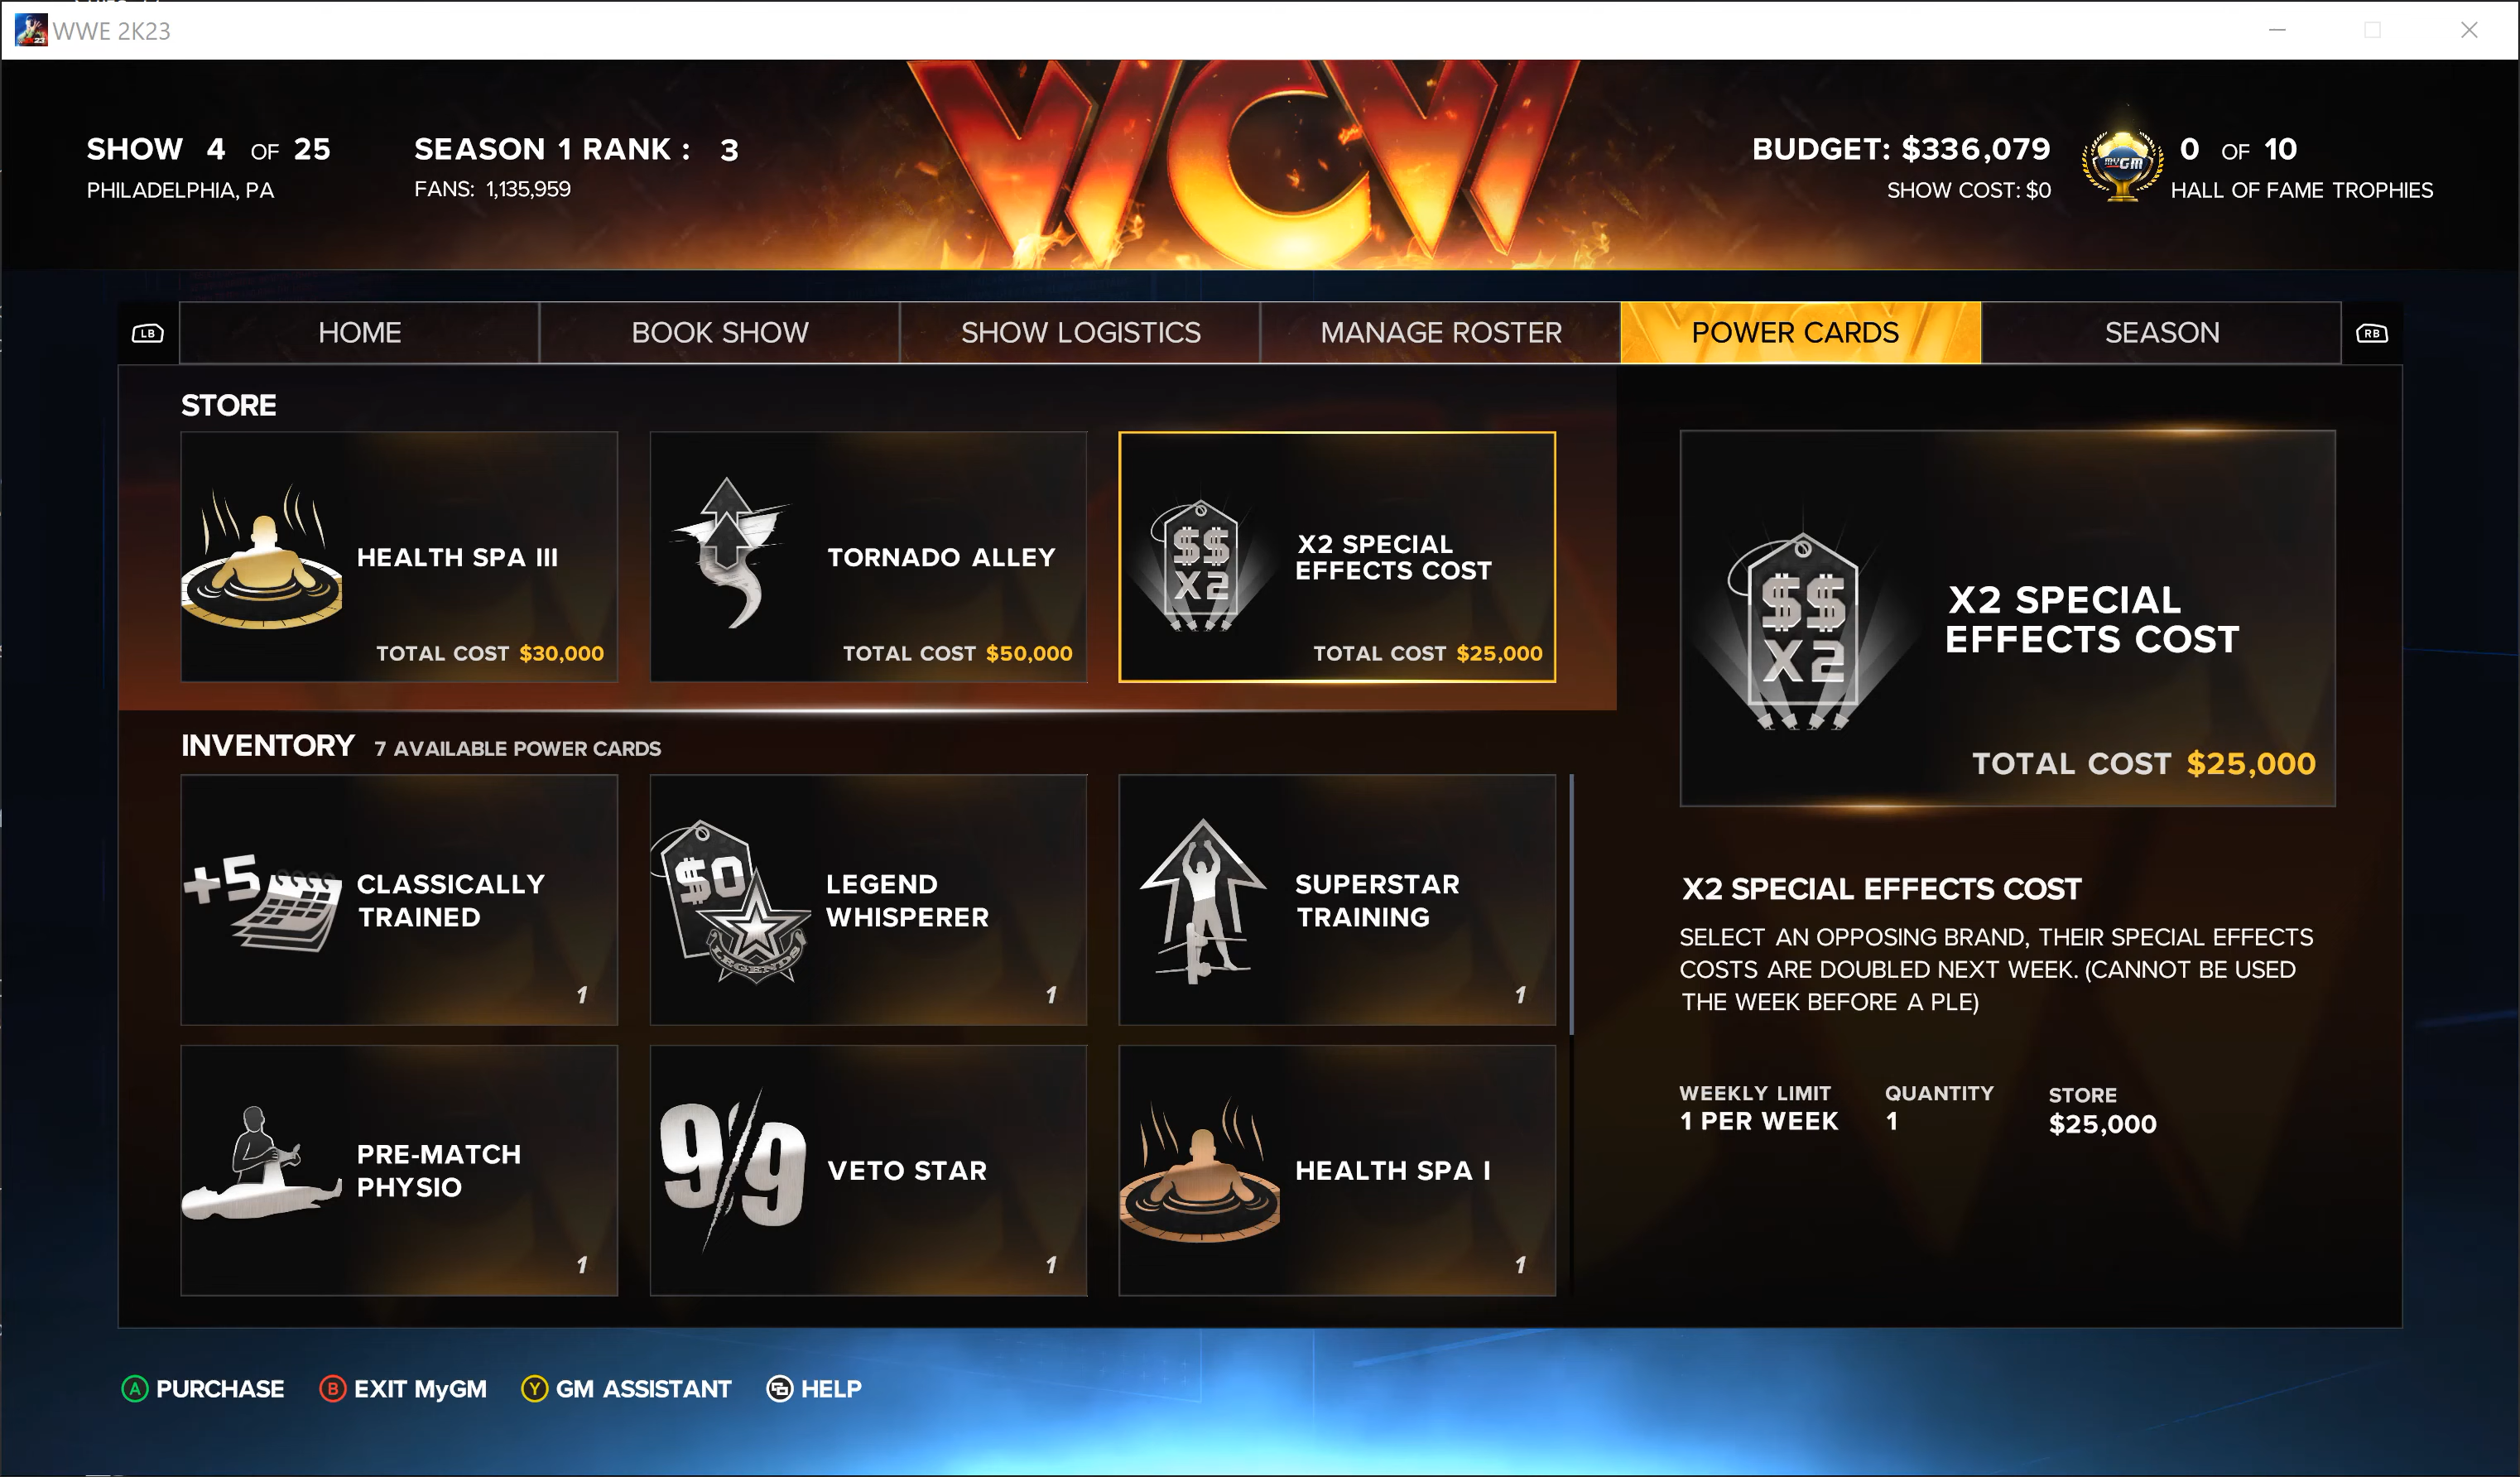 WWE 2K23
WCW
SHOW 4 OF 25
PHILADELPHIA, PA
SEASON 1 RANK : 3
FANS: 1,135,959
BUDGET: $336,079
SHOW COST: $0
MyGM
0 OF 10
HALL OF FAME TROPHIES
LB
HOME
BOOK SHOW
SHOW LOGISTICS
MANAGE ROSTER
POWER CARDS
SEASON
RB
STORE
HEALTH SPA III
TOTAL COST $30,000
TORNADO ALLEY
TOTAL COST $50,000
$$
X2
X2 SPECIAL
EFFECTS COST
TOTAL COST $25,000
INVENTORY 7 AVAILABLE POWER CARDS
+5
CLASSICALLY
TRAINED
1
$0
LEGENDS
LEGEND
WHISPERER
1
SUPERSTAR
TRAINING
1
PRE-MATCH
PHYSIO
1
9/9
VETO STAR
1
HEALTH SPA I
1
$$
X2
X2 SPECIAL
EFFECTS COST
TOTAL COST $25,000
X2 SPECIAL EFFECTS COST
SELECT AN OPPOSING BRAND, THEIR SPECIAL EFFECTS
COSTS ARE DOUBLED NEXT WEEK. (CANNOT BE USED
THE WEEK BEFORE A PLE)
WEEKLY LIMIT
1 PER WEEK
QUANTITY
1
STORE
$25,000
A PURCHASE
B EXIT MyGM
Y GM ASSISTANT
HELP